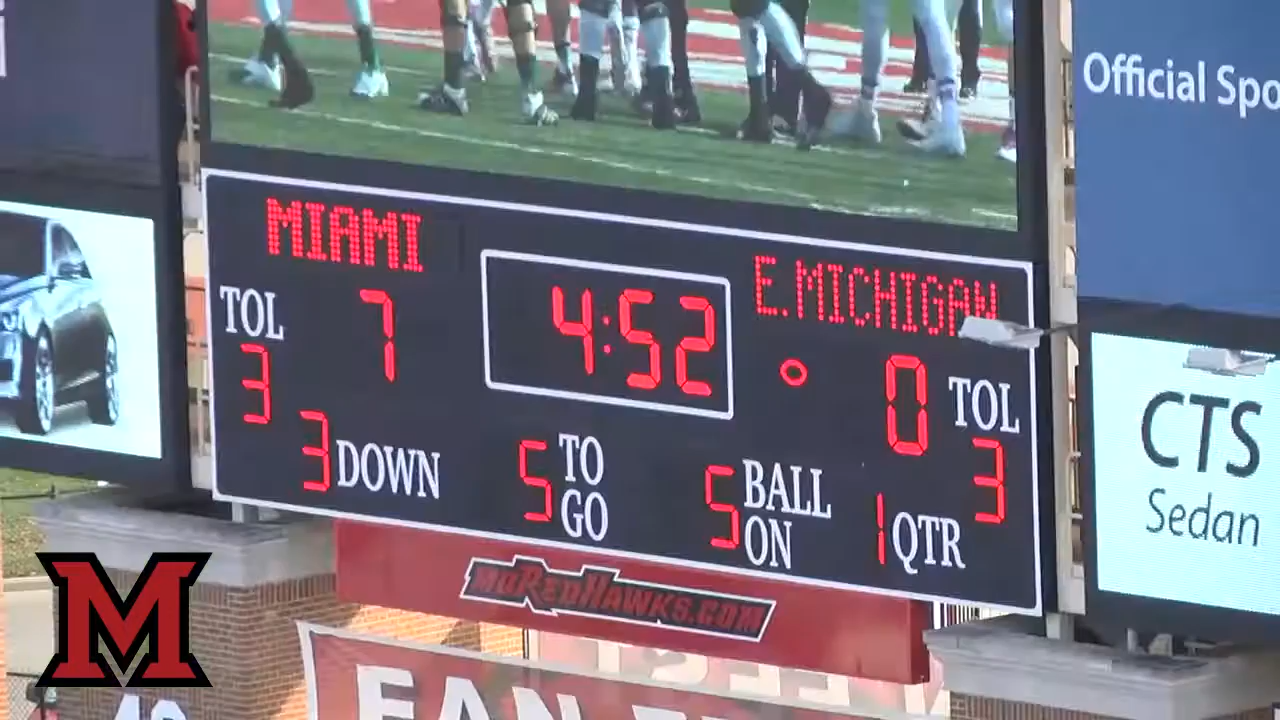 Official Spo
MIAMI
E.MICHIGAN
TOL
7
4:52
0
TOL
3
3
3 DOWN
5 TO GO
5 BALL ON
1 QTR
CTS
Sedan
MURedHawks.com
M
FAN